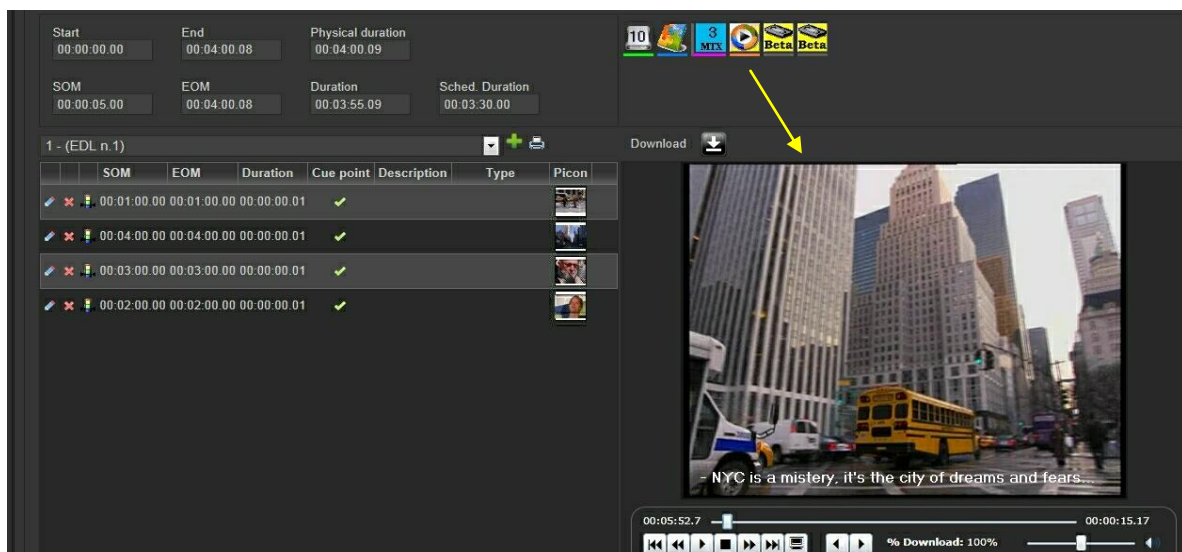 Start End Physical duration
00:00:00.00 00:04:00.08 00:04:00.09
SOM EOM Duration Sched. Duration
00:00:05.00 00:04:00.08 00:03:55.09 00:03:30.00
1 - (EDL n.1)
SOM EOM Duration Cue point Description Type Picon
00:01:00.00 00:01:00.00 00:00:00.01
00:04:00.00 00:04:00.00 00:00:00.01
00:03:00.00 00:03:00.00 00:00:00.01
00:02:00.00 00:02:00.00 00:00:00.01
10 3 MTX Beta Beta
Download
- NYC is a mistery, it's the city of dreams and fears...
00:05:52.7 00:00:15.17
% Download: 100%